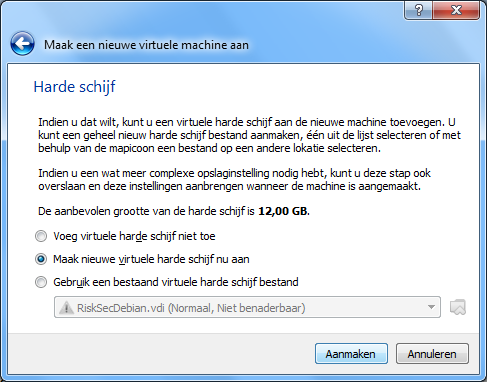 ?
X
Maak een nieuwe virtuele machine aan
Harde schijf
Indien u dat wilt, kunt u een virtuele harde schijf aan de nieuwe machine toevoegen. U
kunt een geheel nieuw harde schijf bestand aanmaken, één uit de lijst selecteren of met
behulp van de mapicoon een bestand op een andere lokatie selecteren.
Indien u een wat meer complexe opslaginstelling nodig hebt, kunt u deze stap ook
overslaan en deze instellingen aanbrengen wanneer de machine is aangemaakt.
De aanbevolen grootte van de harde schijf is 12,00 GB.
Voeg virtuele harde schijf niet toe
Maak nieuwe virtuele harde schijf nu aan
Gebruik een bestaand virtuele harde schijf bestand
RiskSecDebian.vdi (Normaal, Niet benaderbaar)
Aanmaken
Annuleren